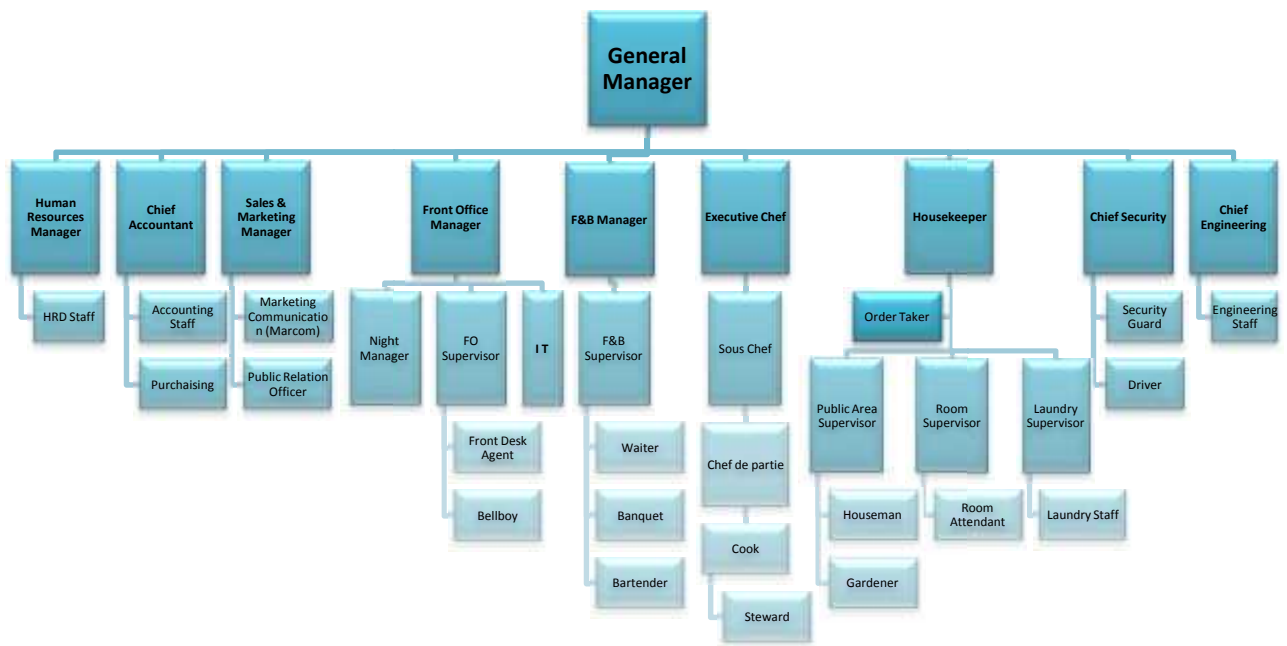 General
Manager
Human
Resources
Manager
Chief
Accountant
Sales &
Marketing
Manager
Front Office
Manager
F&B Manager
Executive Chef
Housekeeper
Chief Security
Chief
Engineering
HRD Staff
Accounting
Staff
Purchaising
Marketing
Communicatio
n (Marcom)
Public Relation
Officer
Night
Manager
FO
Supervisor
I T
F&B
Supervisor
Sous Chef
Order Taker
Security
Guard
Engineering
Staff
Driver
Public Area
Supervisor
Room
Supervisor
Laundry
Supervisor
Front Desk
Agent
Bellboy
Waiter
Banquet
Bartender
Chef de partie
Cook
Steward
Houseman
Gardener
Room
Attendant
Laundry Staff